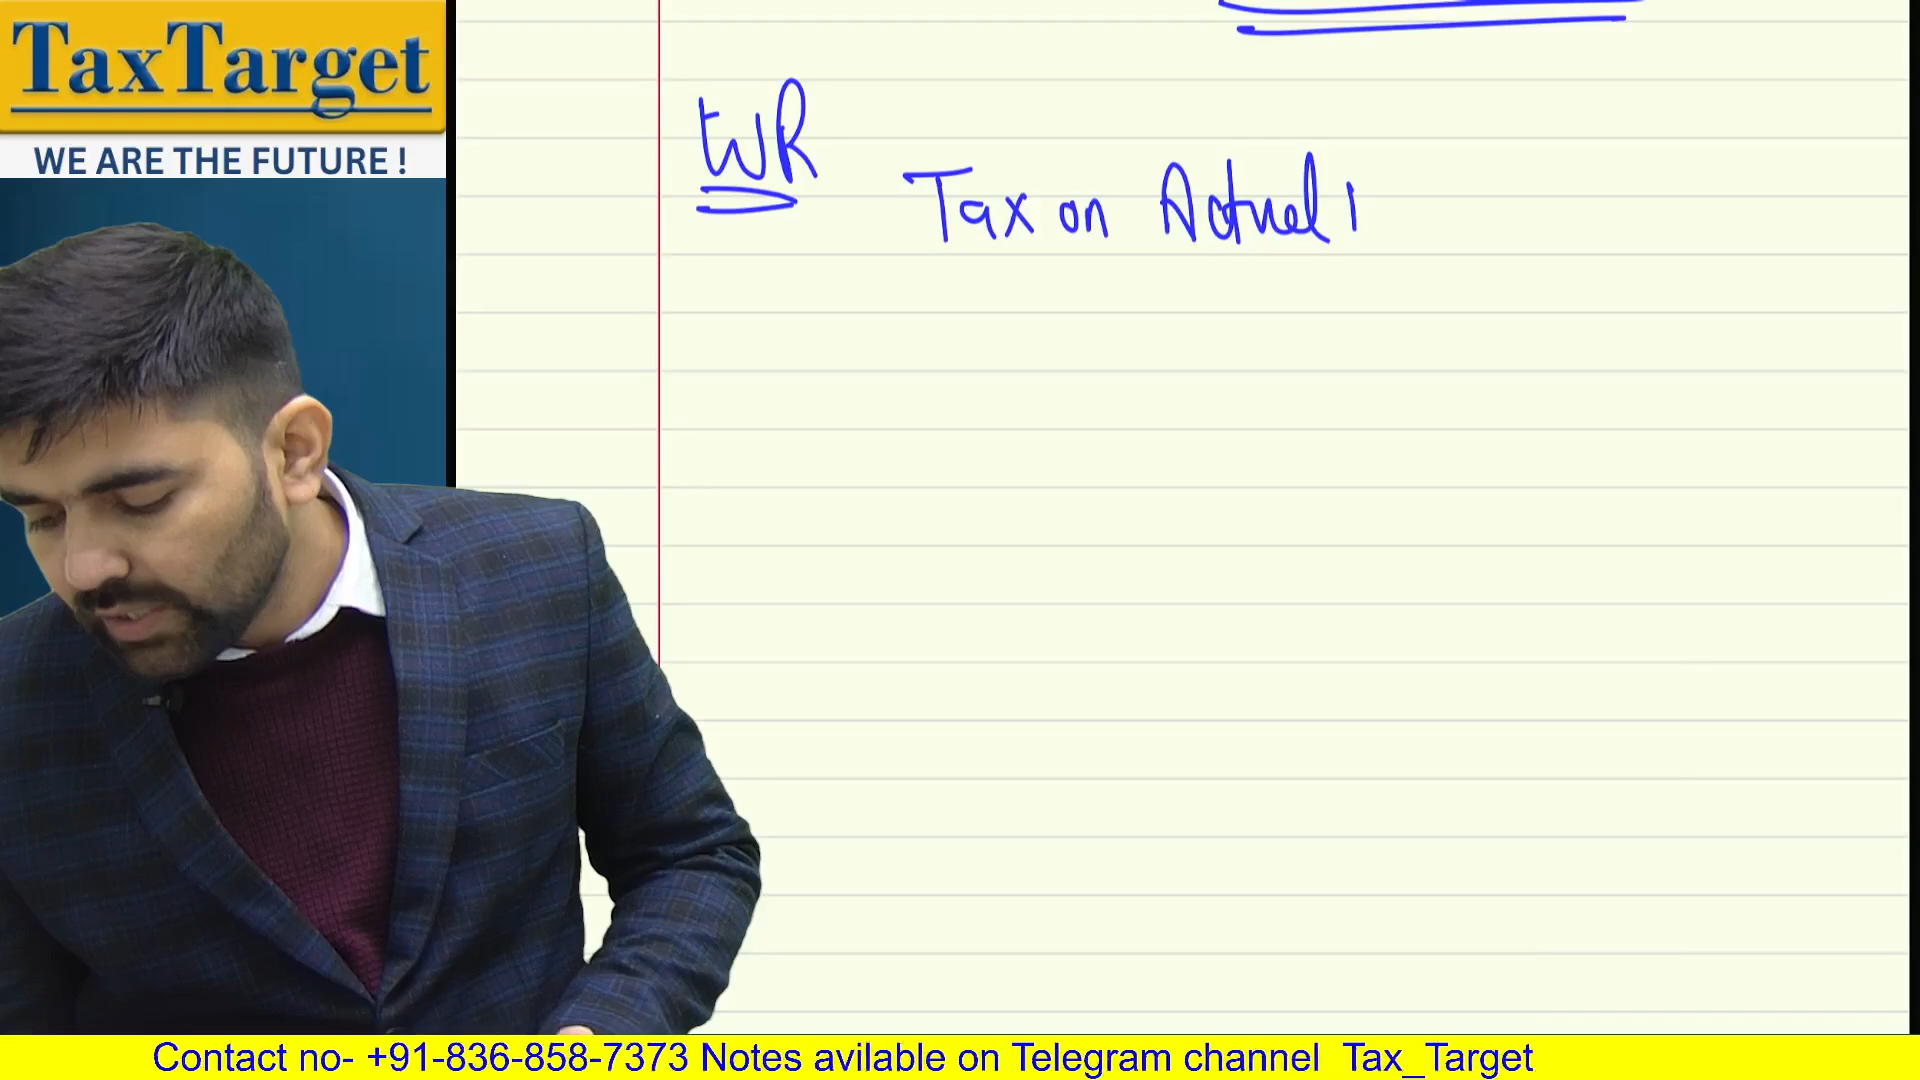 TaxTarget
WE ARE THE FUTURE !
WR
Tax on Actual
Contact no- +91-836-858-7373 Notes avilable on Telegram channel Tax_Target